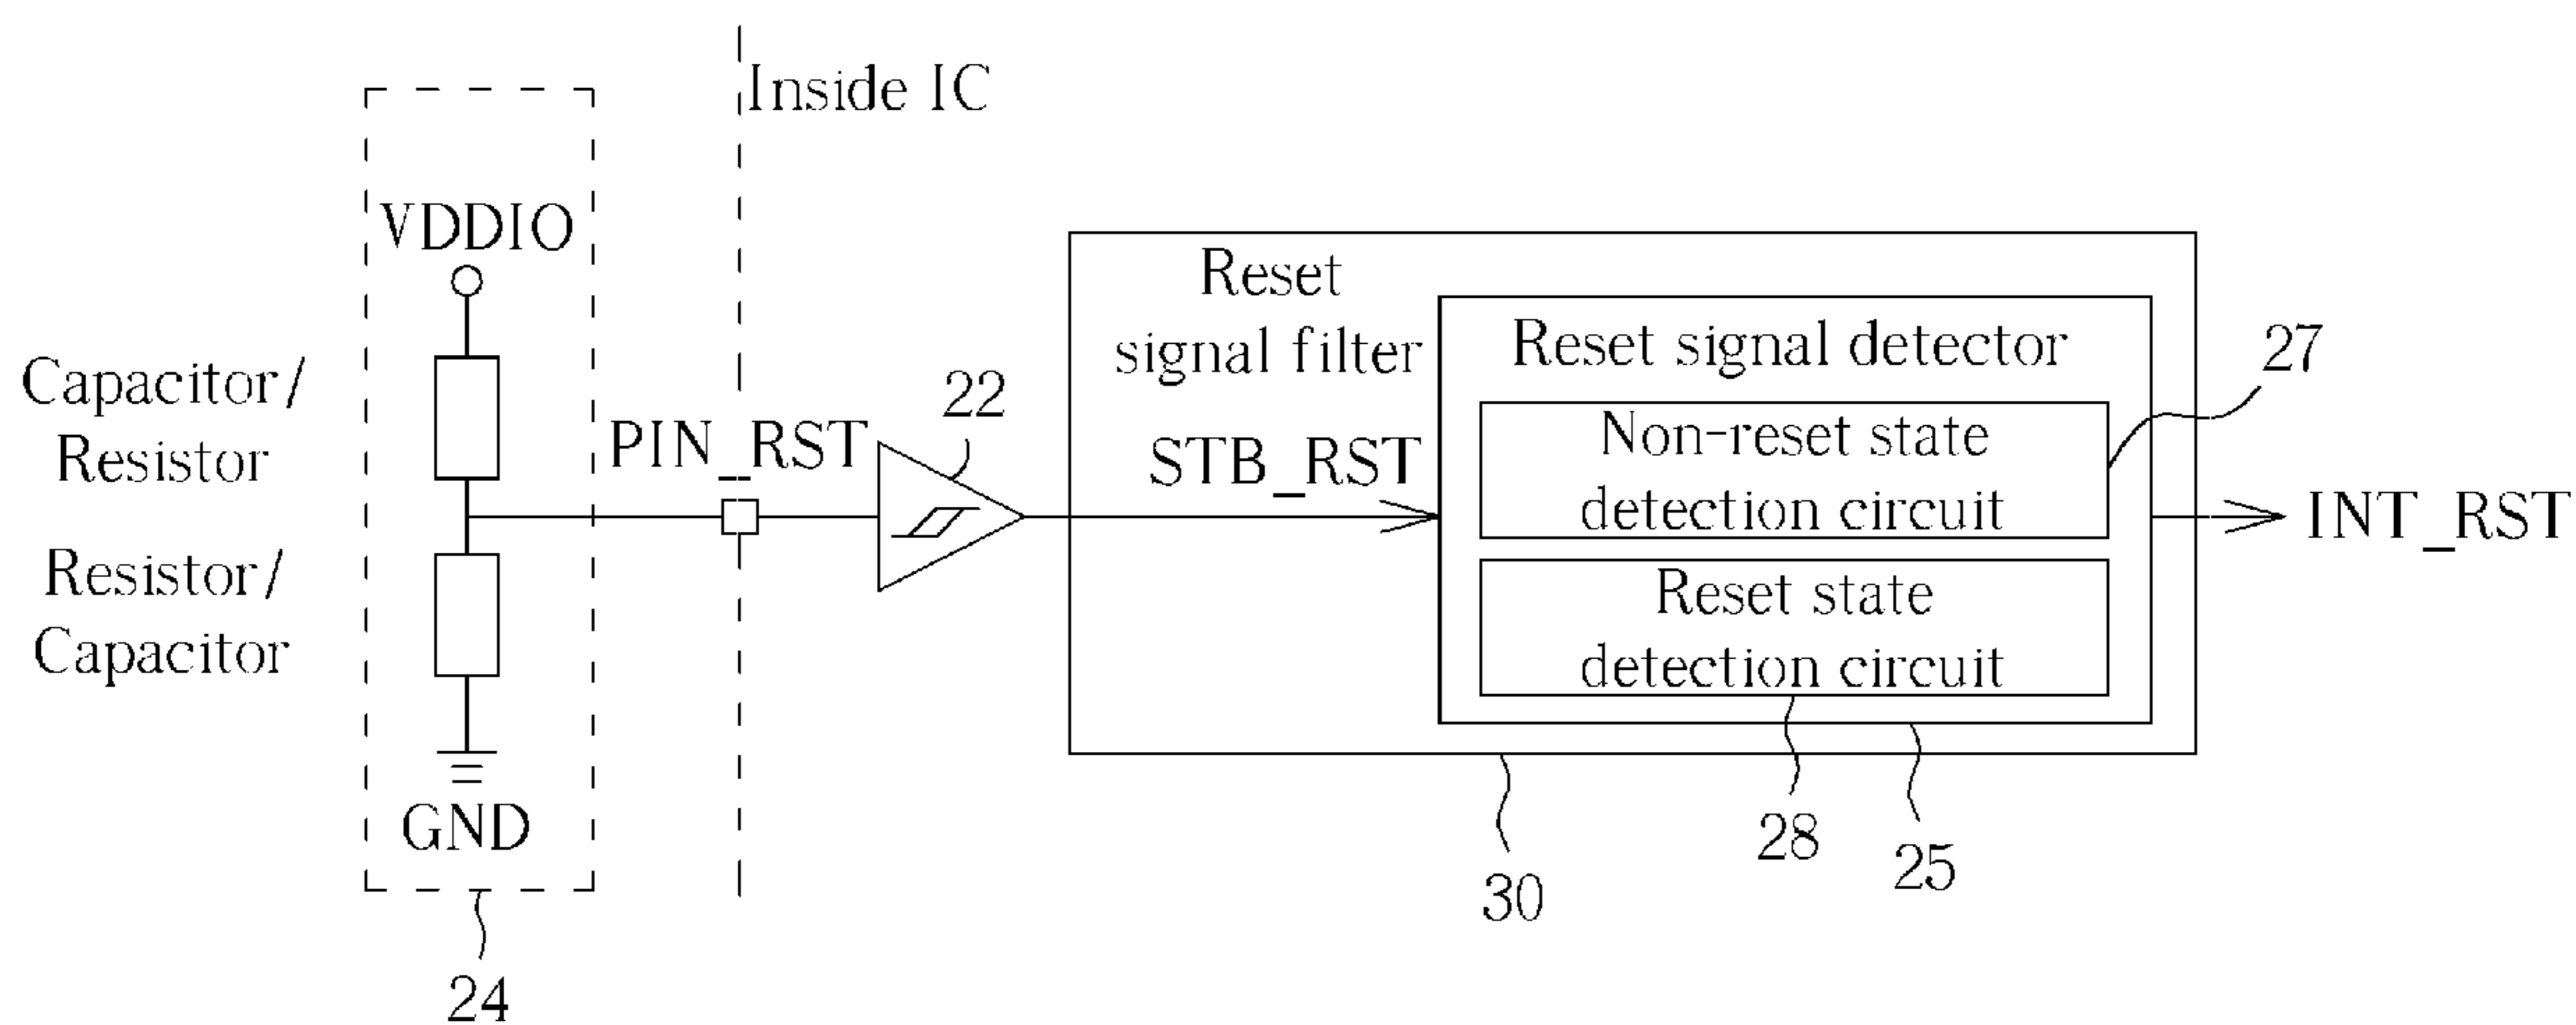 Inside IC
VDDIO
Capacitor/
Resistor
Resistor/
Capacitor
GND
24
PIN_RST
22
Reset
signal filter
STB_RST
Reset signal detector
Non-reset state
detection circuit
Reset state
detection circuit
27
INT_RST
28
25
30